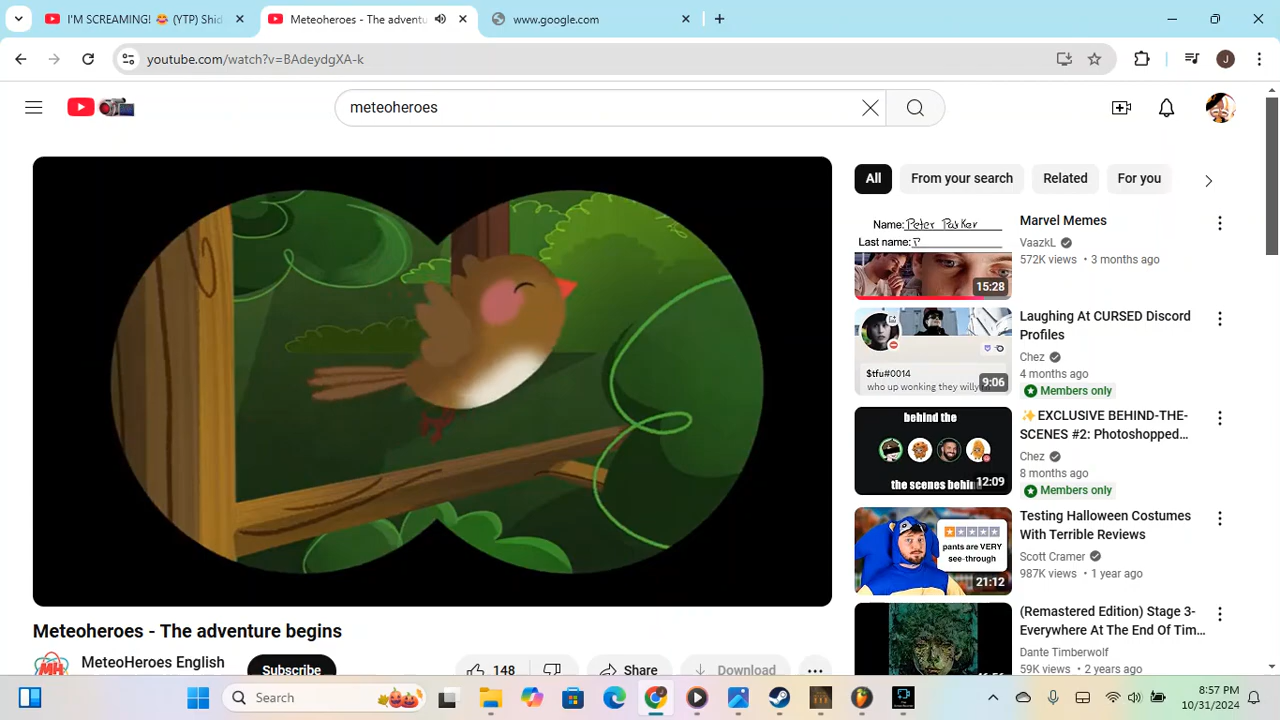 I'M SCREAMING! 😂 (YTP) Shid
Meteoheroes - The adventu
www.google.com
youtube.com/watch?v=BAdeydgXA-k
J
meteoheroes
All
From your search
Related
For you
Name: Peter Parker
Last name: P
15:28
Marvel Memes
VaazkL
572K views • 3 months ago
$tfu#0014
who up wonking they willy
9:06
Laughing At CURSED Discord
Profiles
Chez
4 months ago
Members only
behind the
the scenes behin
12:09
✨EXCLUSIVE BEHIND-THE-
SCENES #2: Photoshopped...
Chez
8 months ago
Members only
pants are VERY
see-through
21:12
Testing Halloween Costumes
With Terrible Reviews
Scott Cramer
987K views • 1 year ago
(Remastered Edition) Stage 3-
Everywhere At The End Of Tim...
Dante Timberwolf
59K views • 2 years ago
Meteoheroes - The adventure begins
MH
MeteoHeroes English
Subscribe
148
Share
Download
Search
8:57 PM
10/31/2024